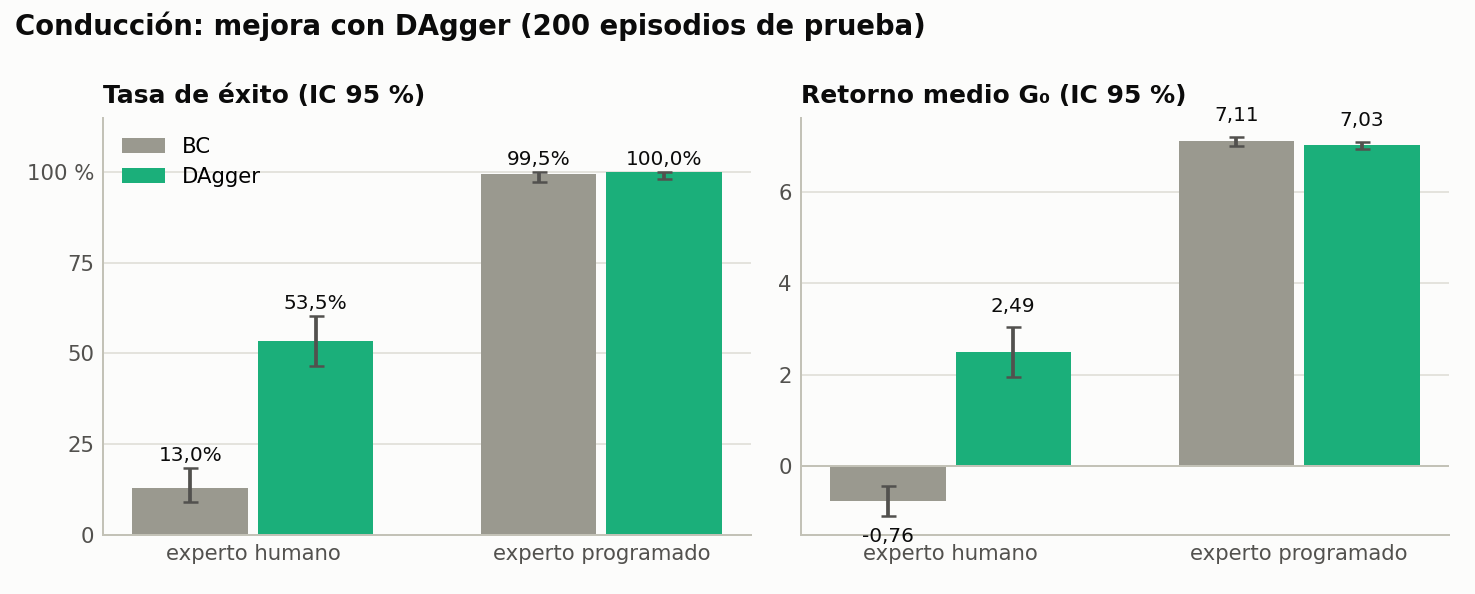 Conducción: mejora con DAgger (200 episodios de prueba)
Tasa de éxito (IC 95 %)
BC
DAgger
100 %
75
50
25
0
13,0%
53,5%
99,5%
100,0%
experto humano
experto programado
Retorno medio G₀ (IC 95 %)
6
4
2
0
-0,76
2,49
7,11
7,03
experto humano
experto programado